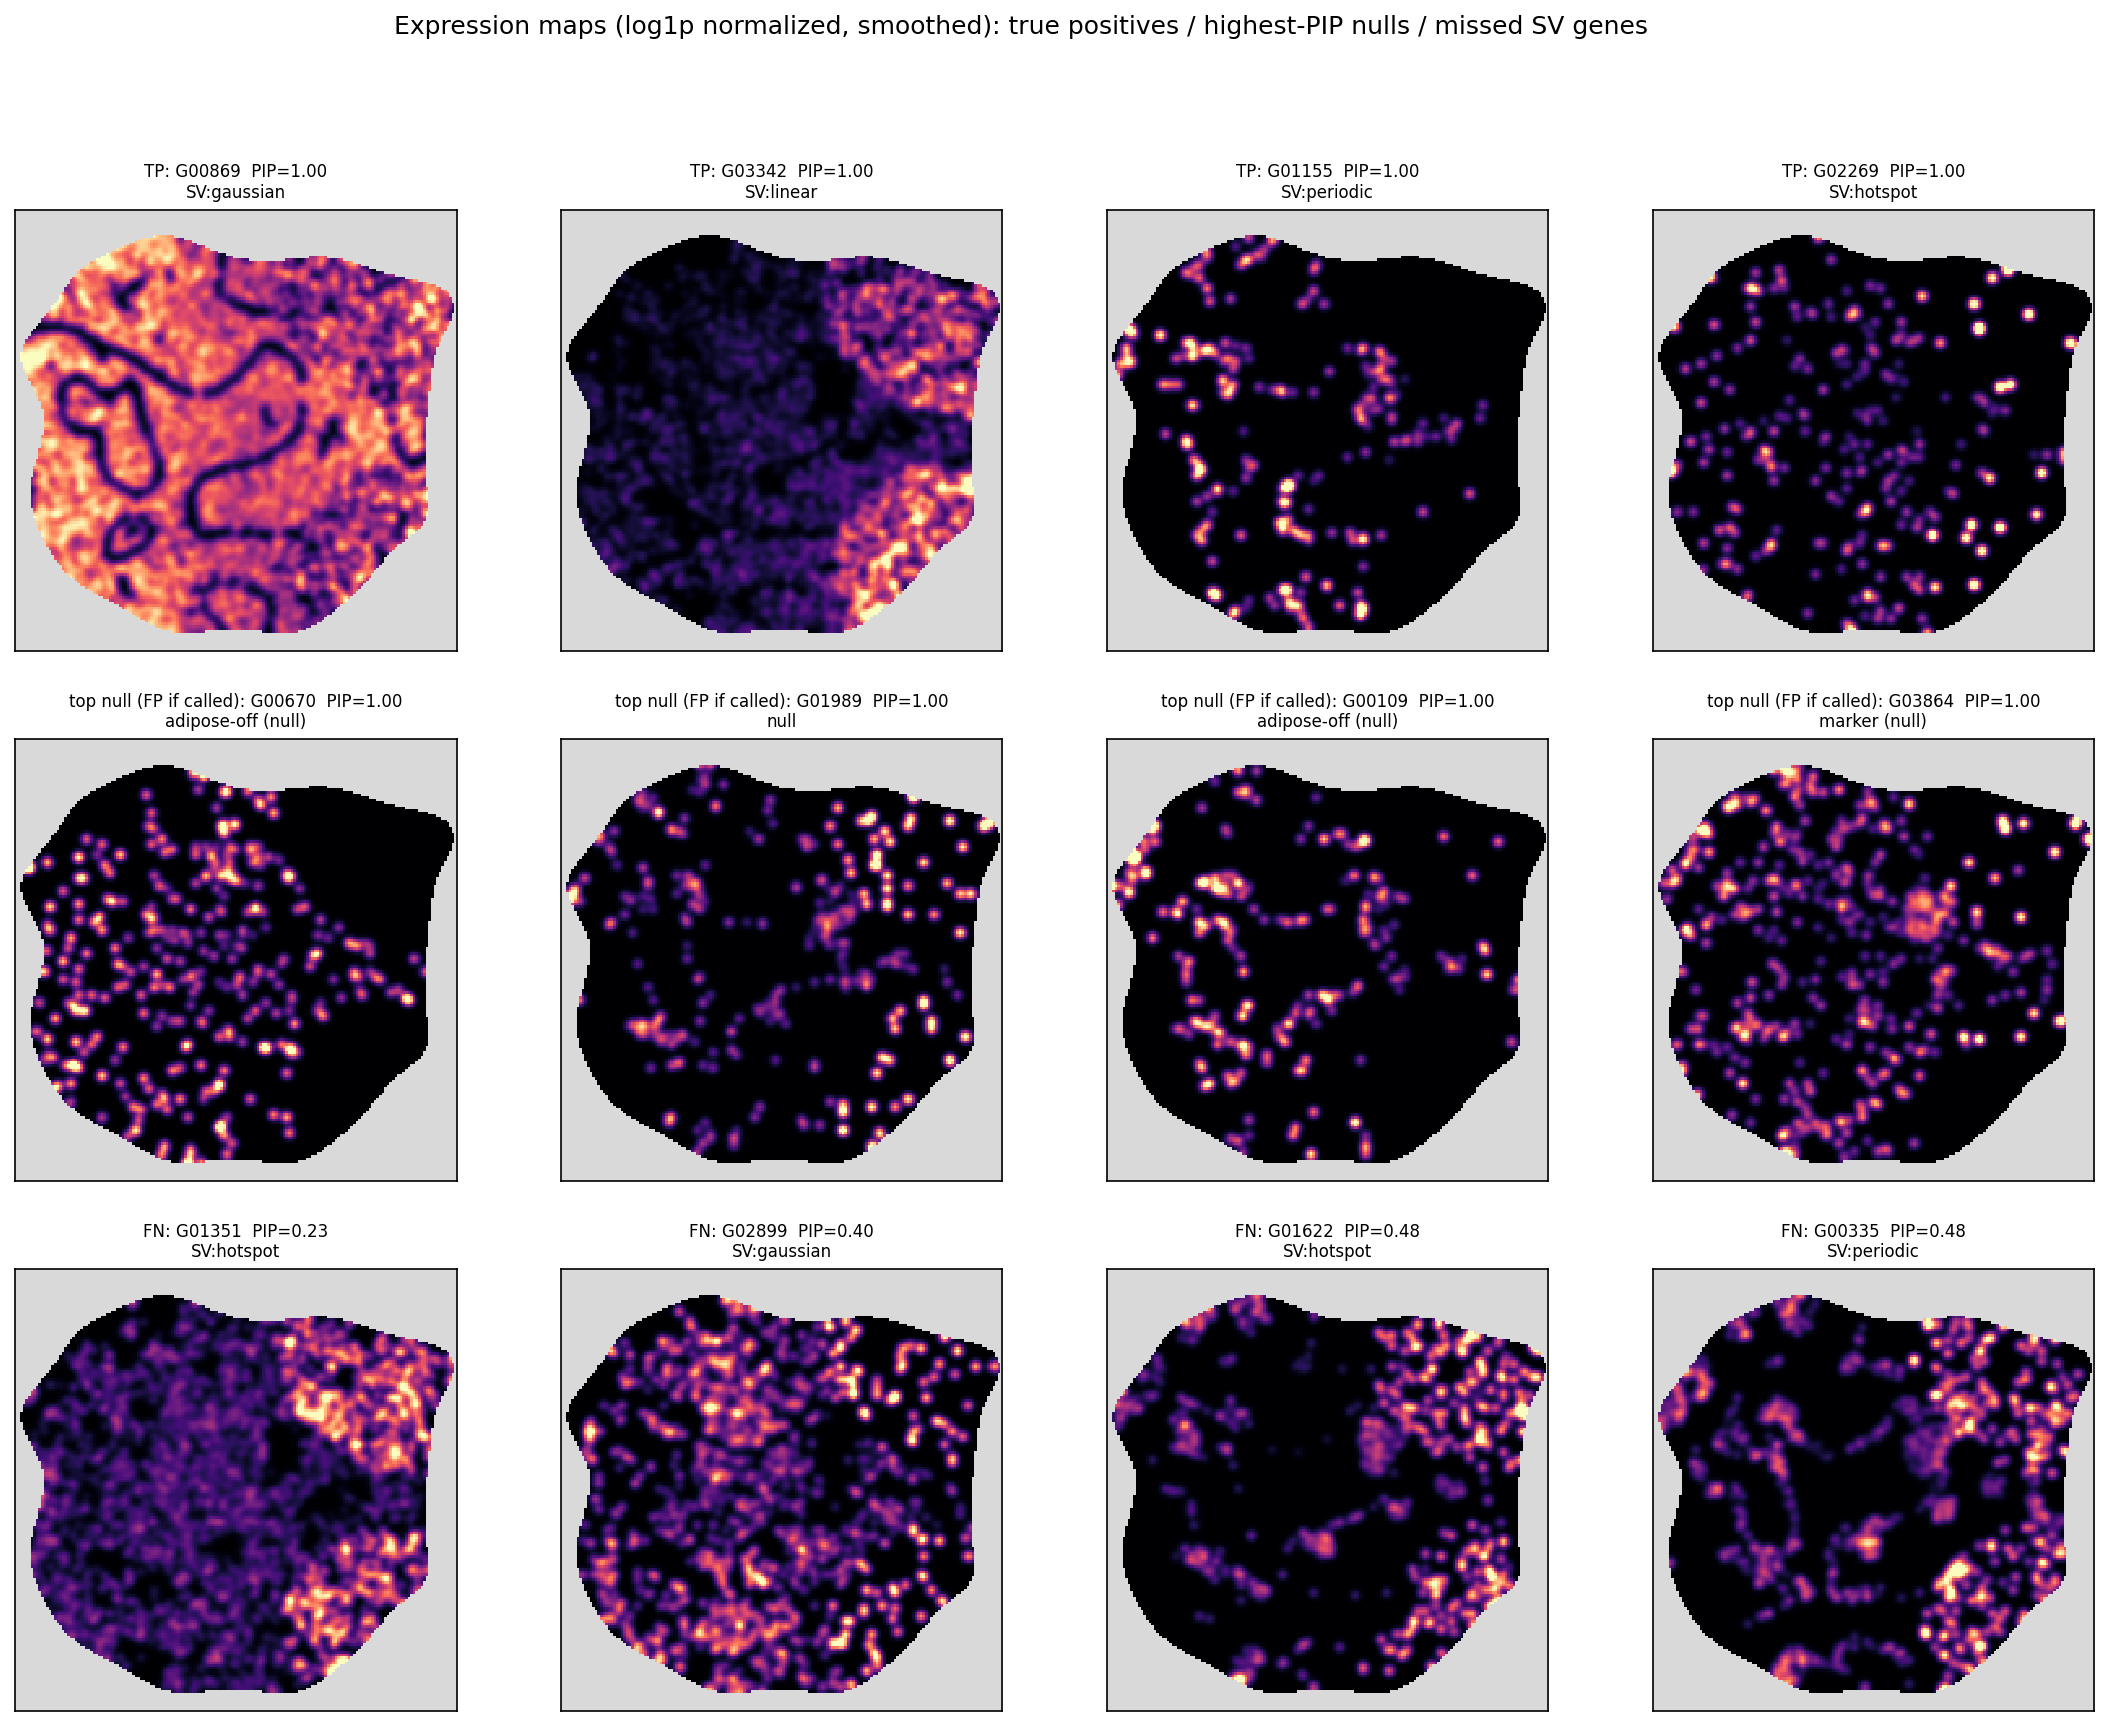 Expression maps (log1p normalized, smoothed): true positives / highest-PIP nulls / missed SV genes
TP: G00869  PIP=1.00
SV:gaussian
TP: G03342  PIP=1.00
SV:linear
TP: G01155  PIP=1.00
SV:periodic
TP: G02269  PIP=1.00
SV:hotspot
top null (FP if called): G00670  PIP=1.00
adipose-off (null)
top null (FP if called): G01989  PIP=1.00
null
top null (FP if called): G00109  PIP=1.00
adipose-off (null)
top null (FP if called): G03864  PIP=1.00
marker (null)
FN: G01351  PIP=0.23
SV:hotspot
FN: G02899  PIP=0.40
SV:gaussian
FN: G01622  PIP=0.48
SV:hotspot
FN: G00335  PIP=0.48
SV:periodic